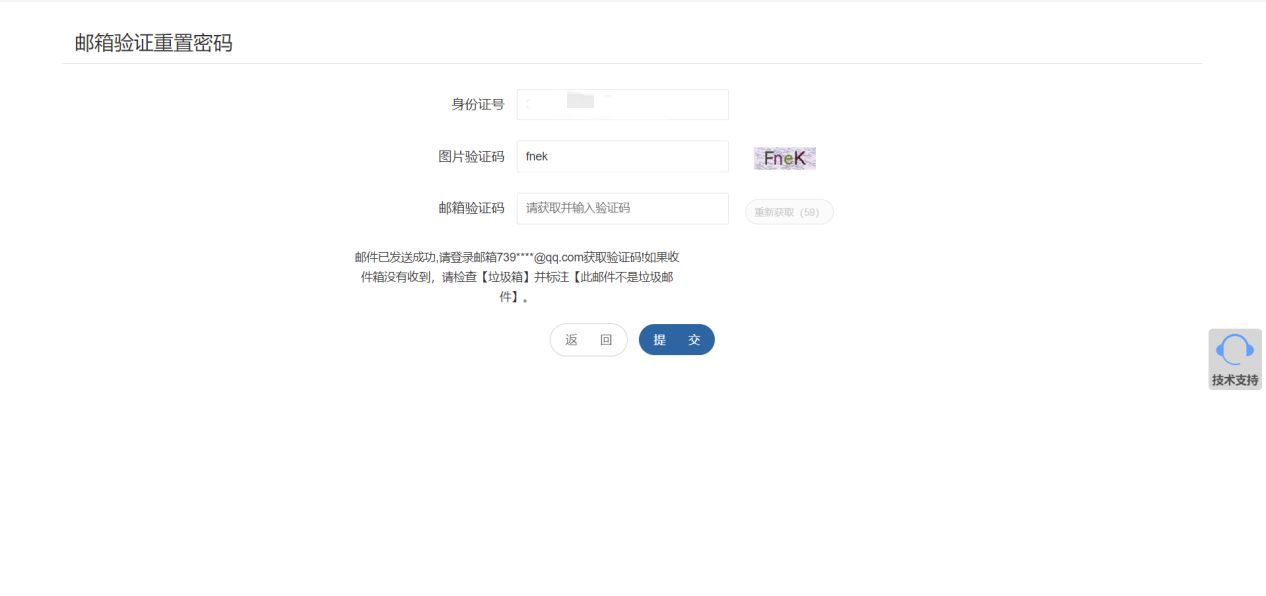 邮箱验证重置密码
身份证号
图片验证码 fnek FneK
邮箱验证码 请获取并输入验证码 重新获取（59）
邮件已发送成功,请登录邮箱739****@qq.com获取验证码!如果收
件箱没有收到，请检查【垃圾箱】并标注【此邮件不是垃圾邮
件】。
返 回 提 交
技术支持